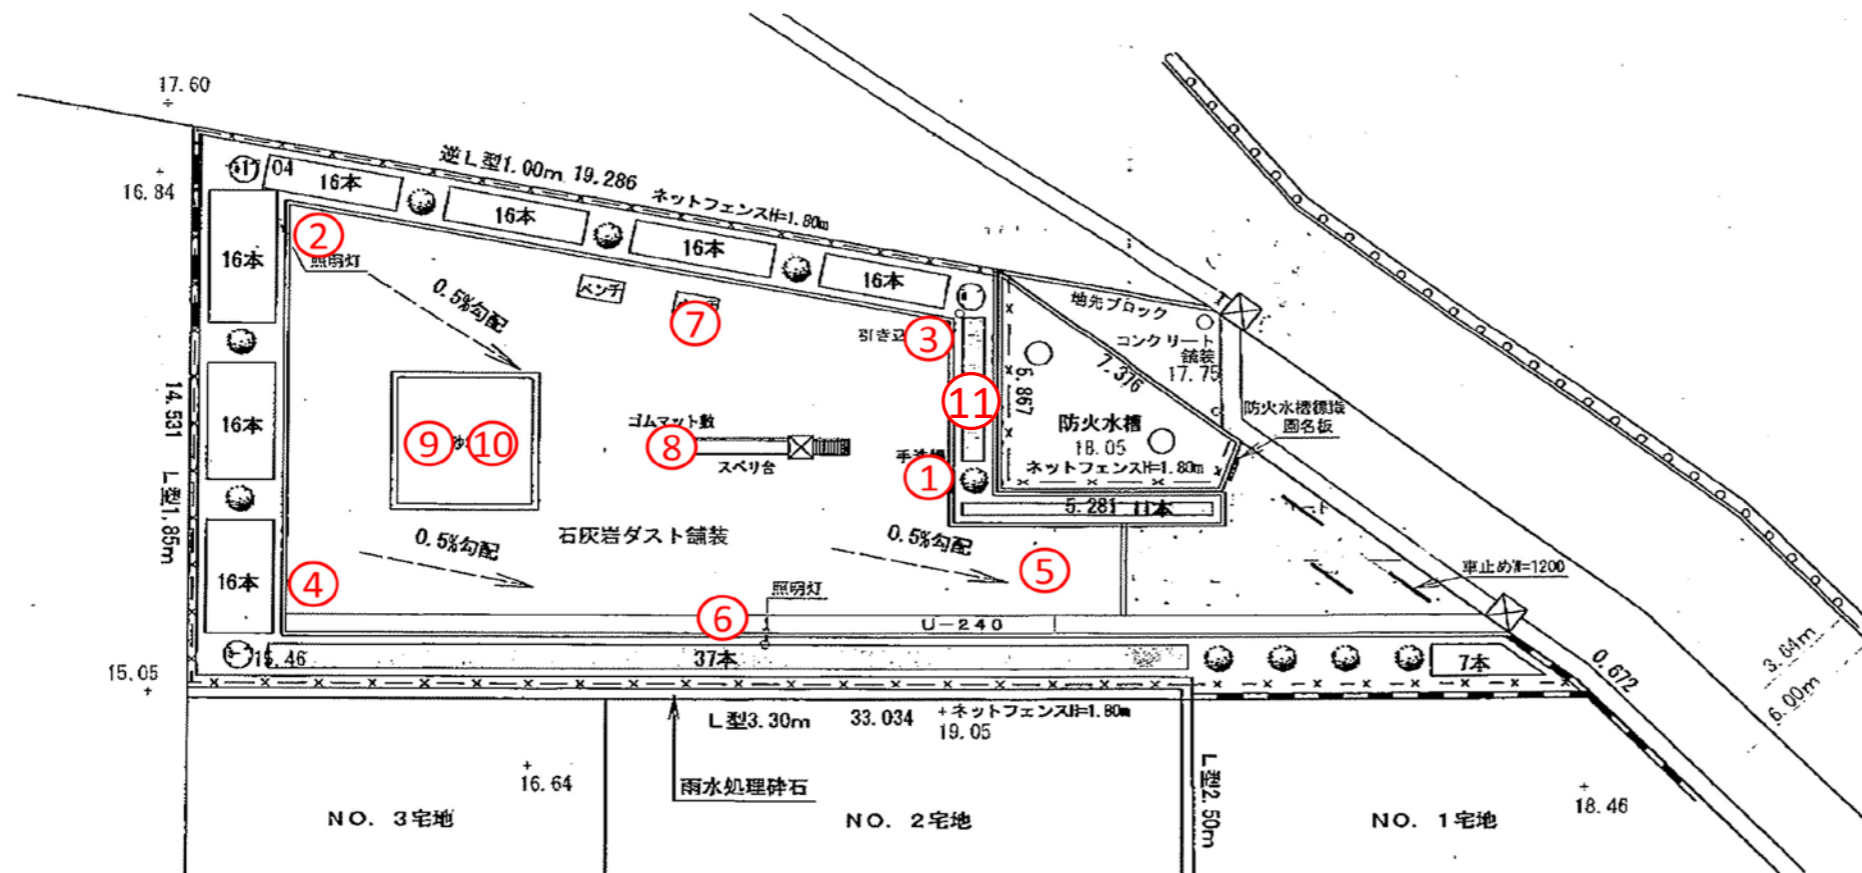 17.60
16.84
04
16本
逆L型1.00m 19.286 ネットフェンスH=1.80m
16本
16本
16本
16本
②
照明灯
0.5%勾配
ベンチ
⑦
引き込
③
地先ブロック
コンクリート
舗装
17.75
7.376
6.867
⑪
防火水槽標識
園名板
防火水槽
18.05
ネットフェンスH=1.80m
14.531
L型1.85m
16本
⑨
⑩
ゴムマット敷
⑧
スベリ台
①
5.281 11本
石灰岩ダスト舗装
0.5%勾配
0.5%勾配
⑤
車止めW=1200
16本
④
⑥
照明灯
U-240
15.46
37本
7本
15.05
0.672
3.64m
6.00m
L型3.30m
33.034
ネットフェンスH=1.80m
19.05
16.64
雨水処理砕石
L型2.50m
18.46
NO. 3宅地
NO. 2宅地
NO. 1宅地